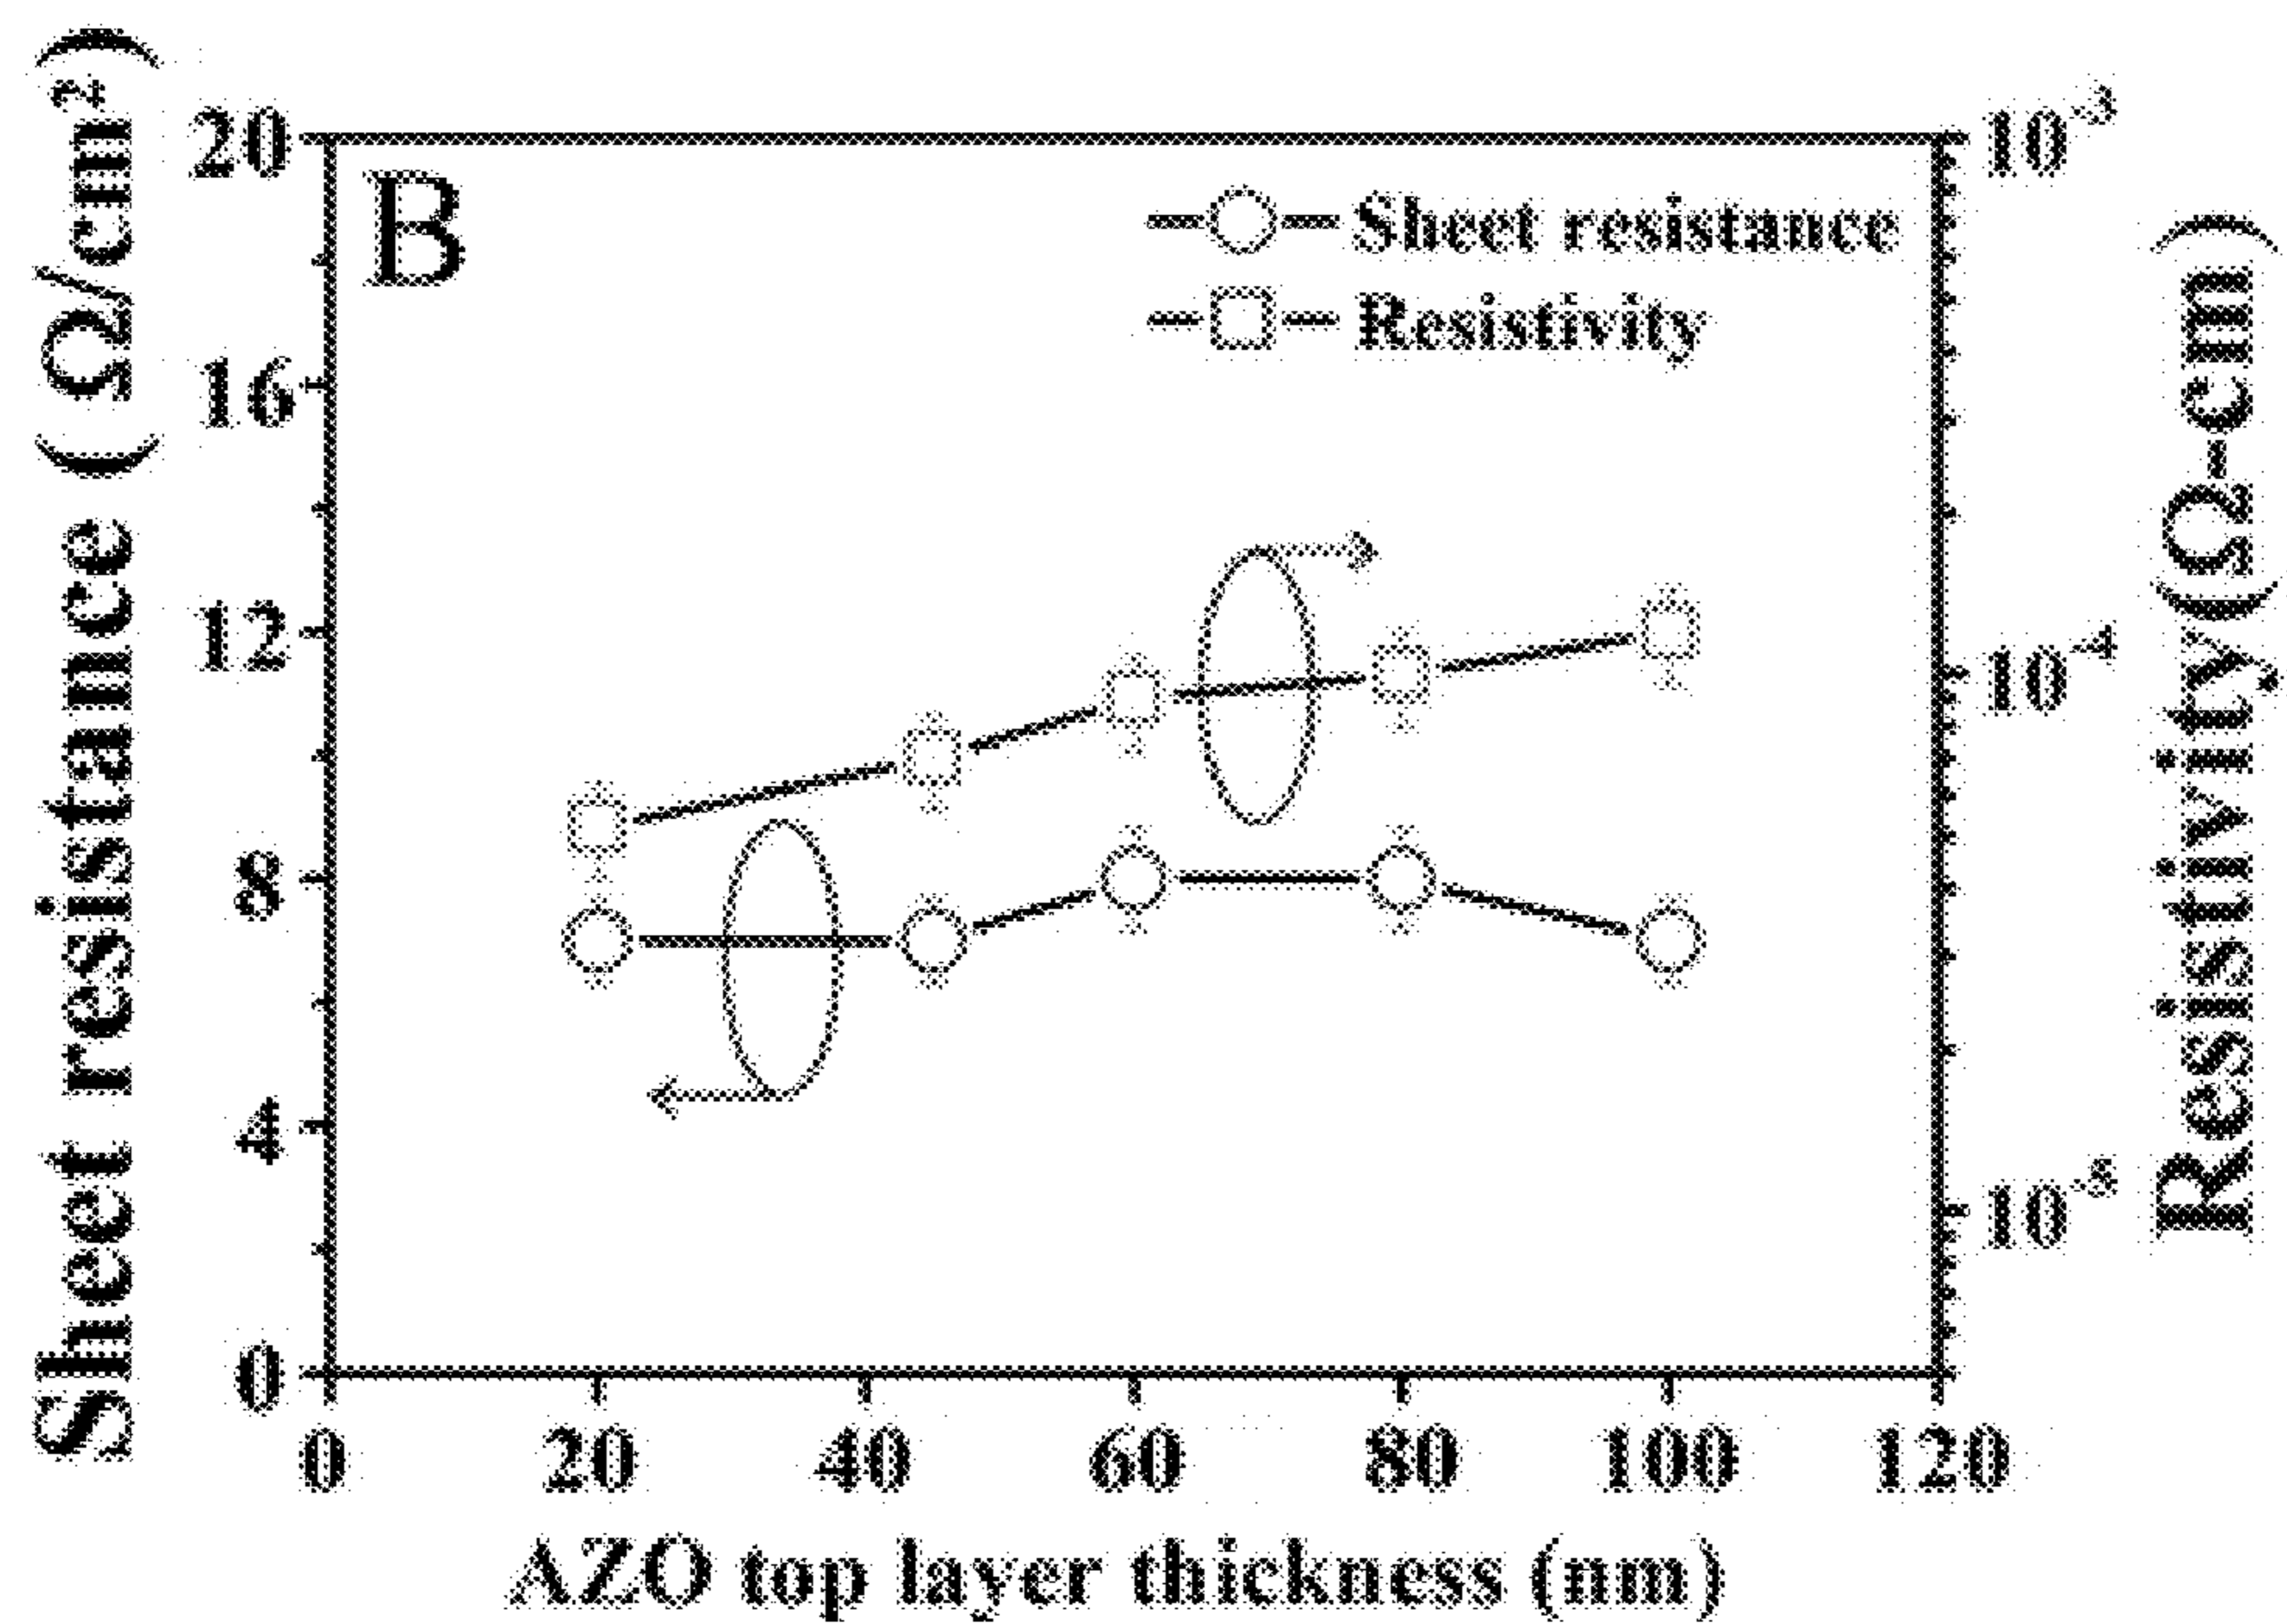 Sheet resistance ( Ω/cm²)
20
16
12
8
4
0
B
Sheet resistance
Resistivity
10⁻³
10⁻⁴
10⁻⁵
Resistivity(Ω-cm)
0 20 40 60 80 100 120
AZO top layer thickness (nm)